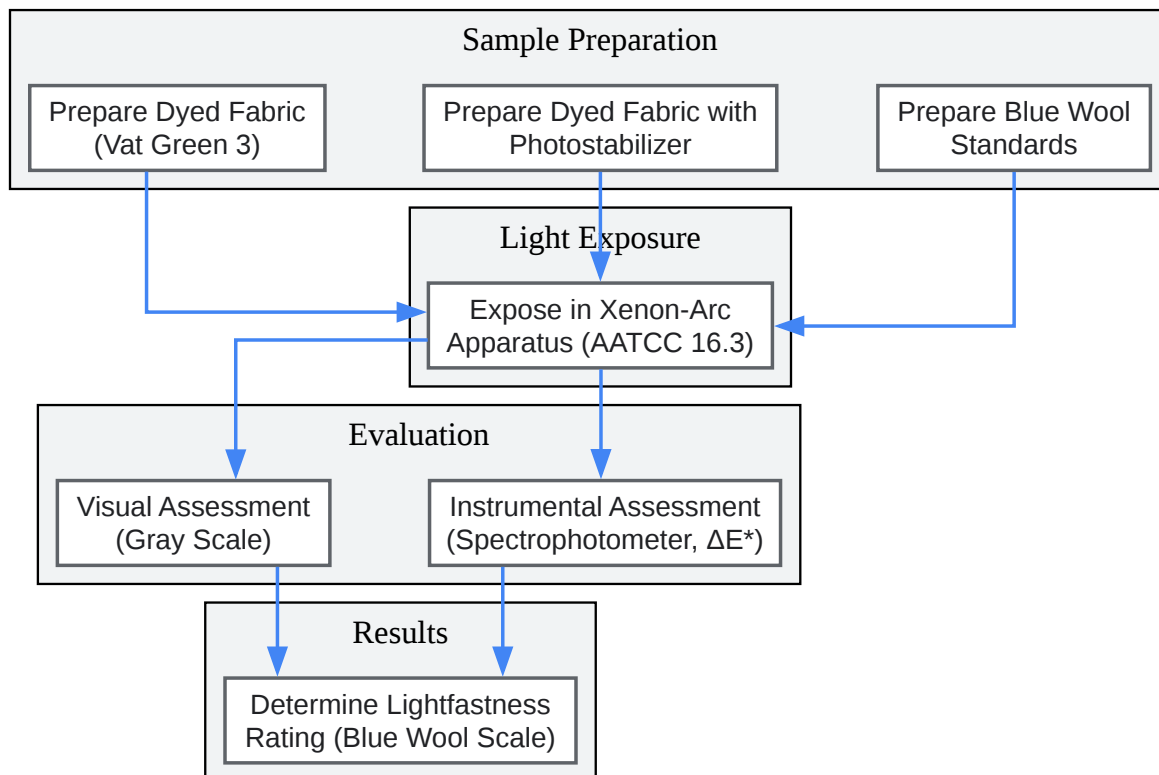 Sample Preparation
Prepare Dyed Fabric
(Vat Green 3)
Prepare Dyed Fabric with
Photostabilizer
Prepare Blue Wool
Standards
Light Exposure
Expose in Xenon-Arc
Apparatus (AATCC 16.3)
Evaluation
Visual Assessment
(Gray Scale)
Instrumental Assessment
(Spectrophotometer, ΔE*)
Results
Determine Lightfastness
Rating (Blue Wool Scale)